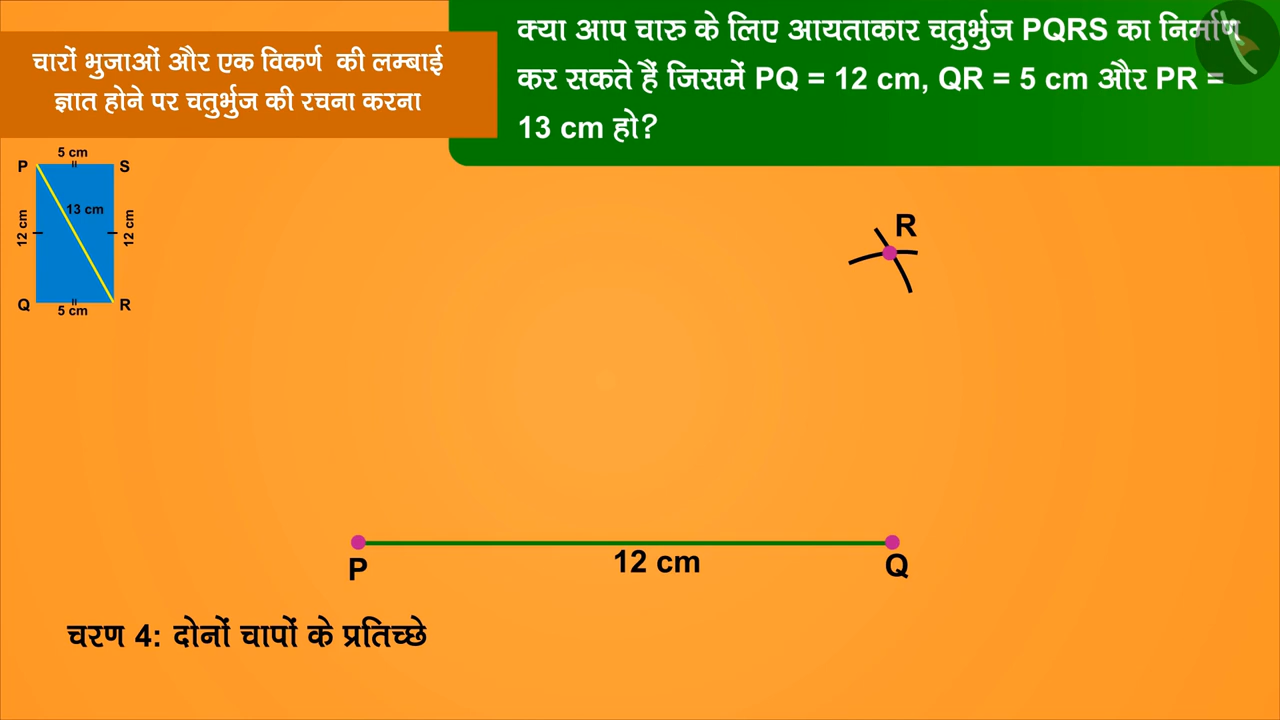 चारों भुजाओं और एक विकर्ण की लम्बाई
ज्ञात होने पर चतुर्भुज की रचना करना
क्या आप चारु के लिए आयताकार चतुर्भुज PQRS का निर्माण
कर सकते हैं जिसमें PQ = 12 cm, QR = 5 cm और PR =
13 cm हो?
5 cm
P
S
13 cm
12 cm
12 cm
Q
R
5 cm
R
P
12 cm
Q
चरण 4: दोनों चापों के प्रतिच्छे